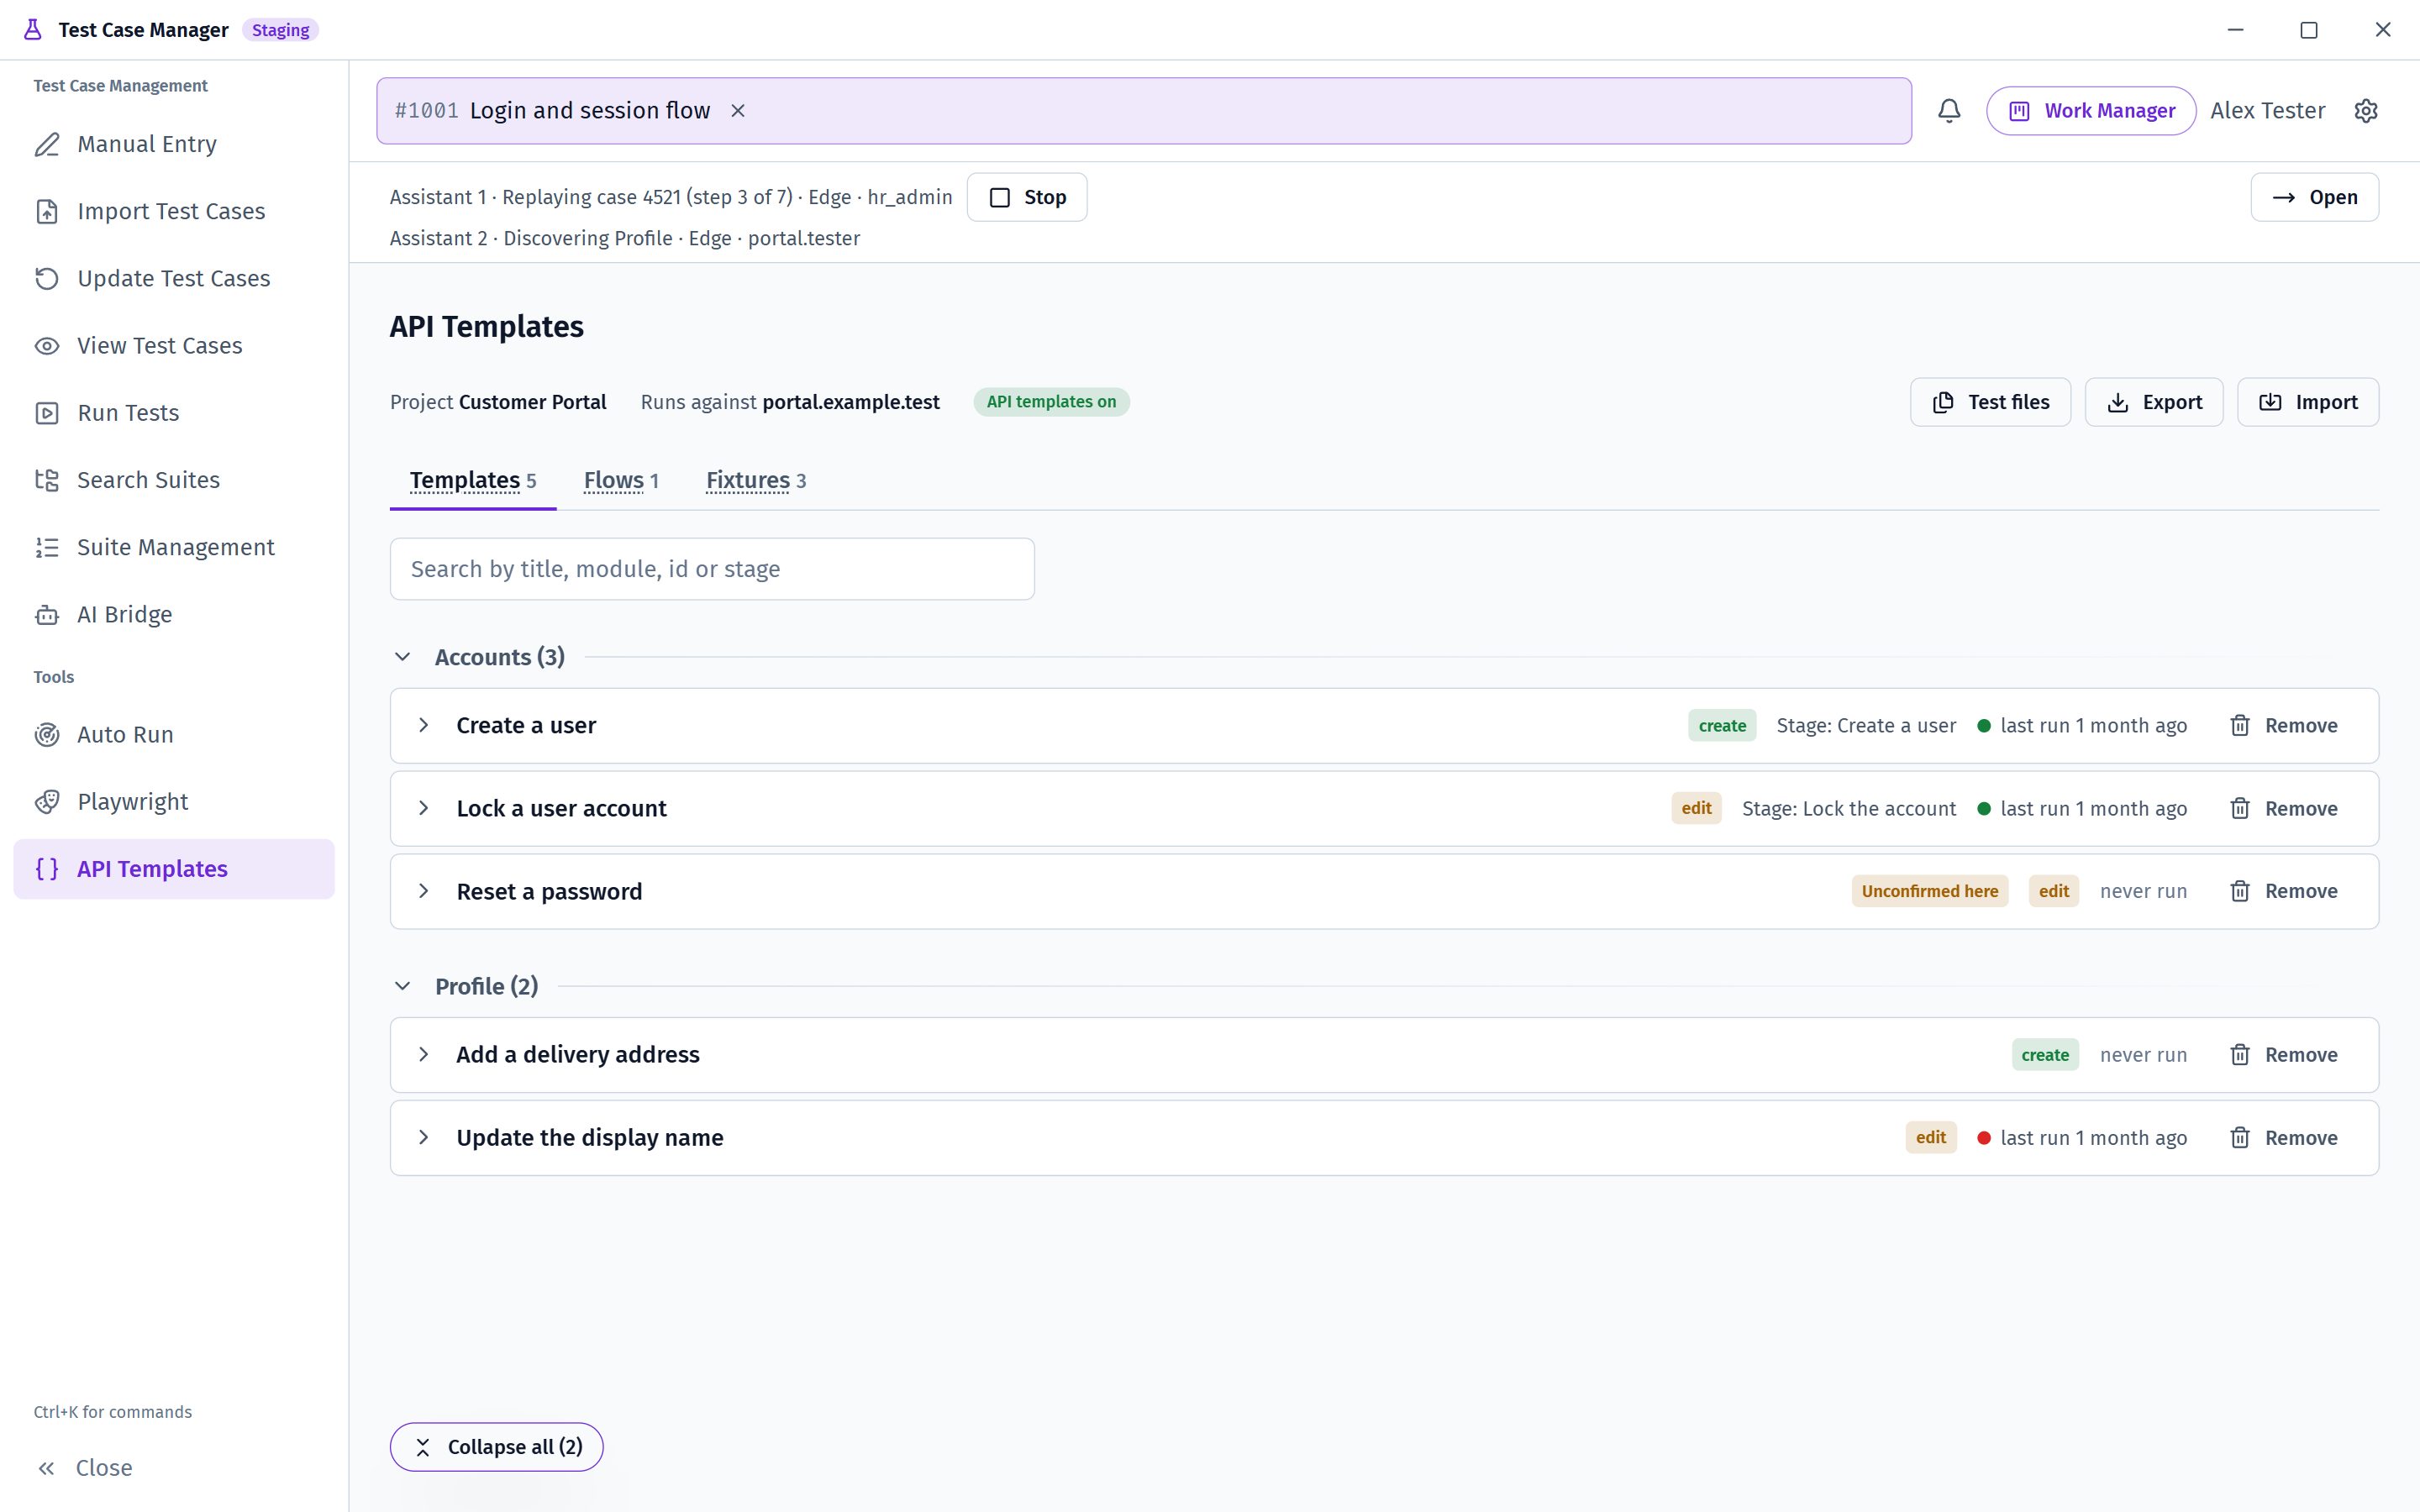 Test Case Manager Staging
Test Case Management
Manual Entry
Import Test Cases
Update Test Cases
View Test Cases
Run Tests
Search Suites
Suite Management
AI Bridge
Tools
Auto Run
Playwright
API Templates
Ctrl+K for commands
Close
#1001 Login and session flow
Work Manager
Alex Tester
Assistant 1 · Replaying case 4521 (step 3 of 7) · Edge · hr_admin
Stop
Open
Assistant 2 · Discovering Profile · Edge · portal.tester
API Templates
Project Customer Portal Runs against portal.example.test API templates on
Test files
Export
Import
Templates 5 Flows 1 Fixtures 3
Search by title, module, id or stage
Accounts (3)
Create a user create Stage: Create a user last run 1 month ago Remove
Lock a user account edit Stage: Lock the account last run 1 month ago Remove
Reset a password Unconfirmed here edit never run Remove
Profile (2)
Add a delivery address create never run Remove
Update the display name edit last run 1 month ago Remove
Collapse all (2)